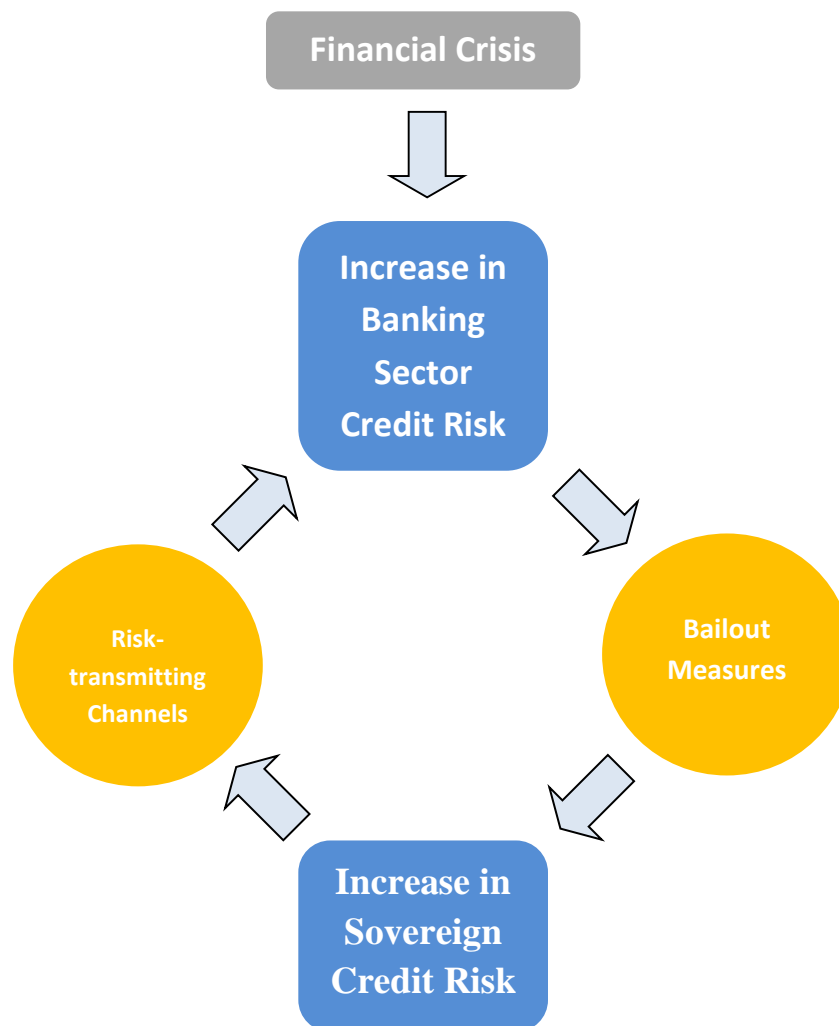 Financial Crisis
Increase in
Banking
Sector
Credit Risk
Risk-
transmitting
Channels
Bailout
Measures
Increase in
Sovereign
Credit Risk